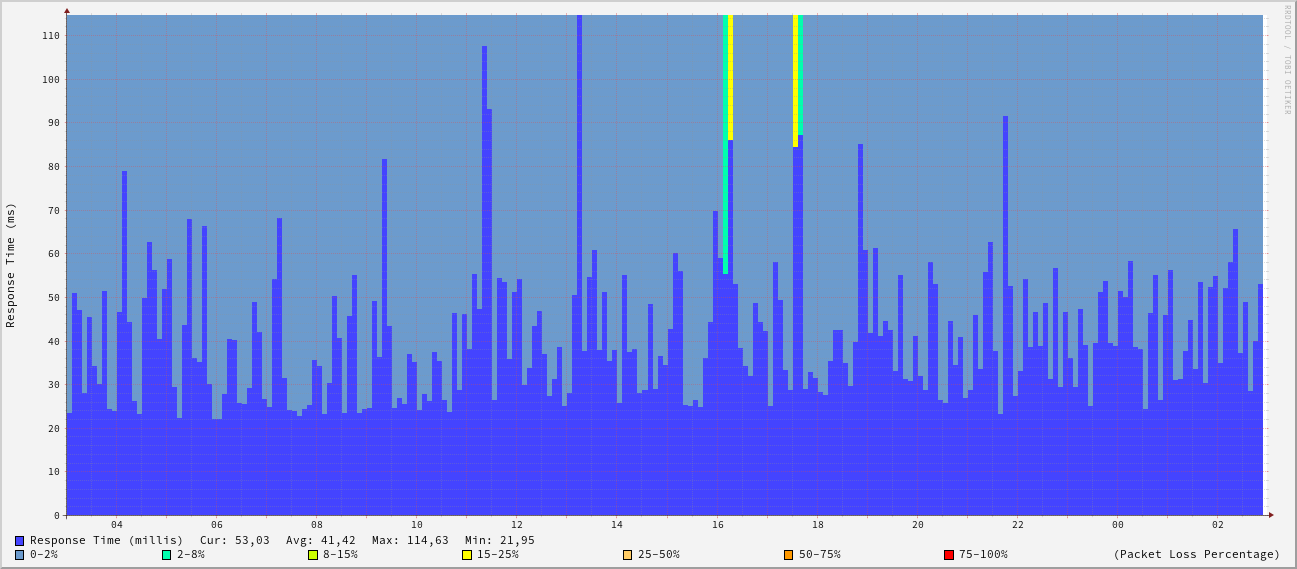 RRDTOOL / TOBI OETIKER
Response Time (ms)
110
100
90
80
70
60
50
40
30
20
10
0
04 06 08 10 12 14 16 18 20 22 00 02
Response Time (millis) Cur: 53,03 Avg: 41,42 Max: 114,63 Min: 21,95
0-2% 2-8% 8-15% 15-25% 25-50% 50-75% 75-100% (Packet Loss Percentage)